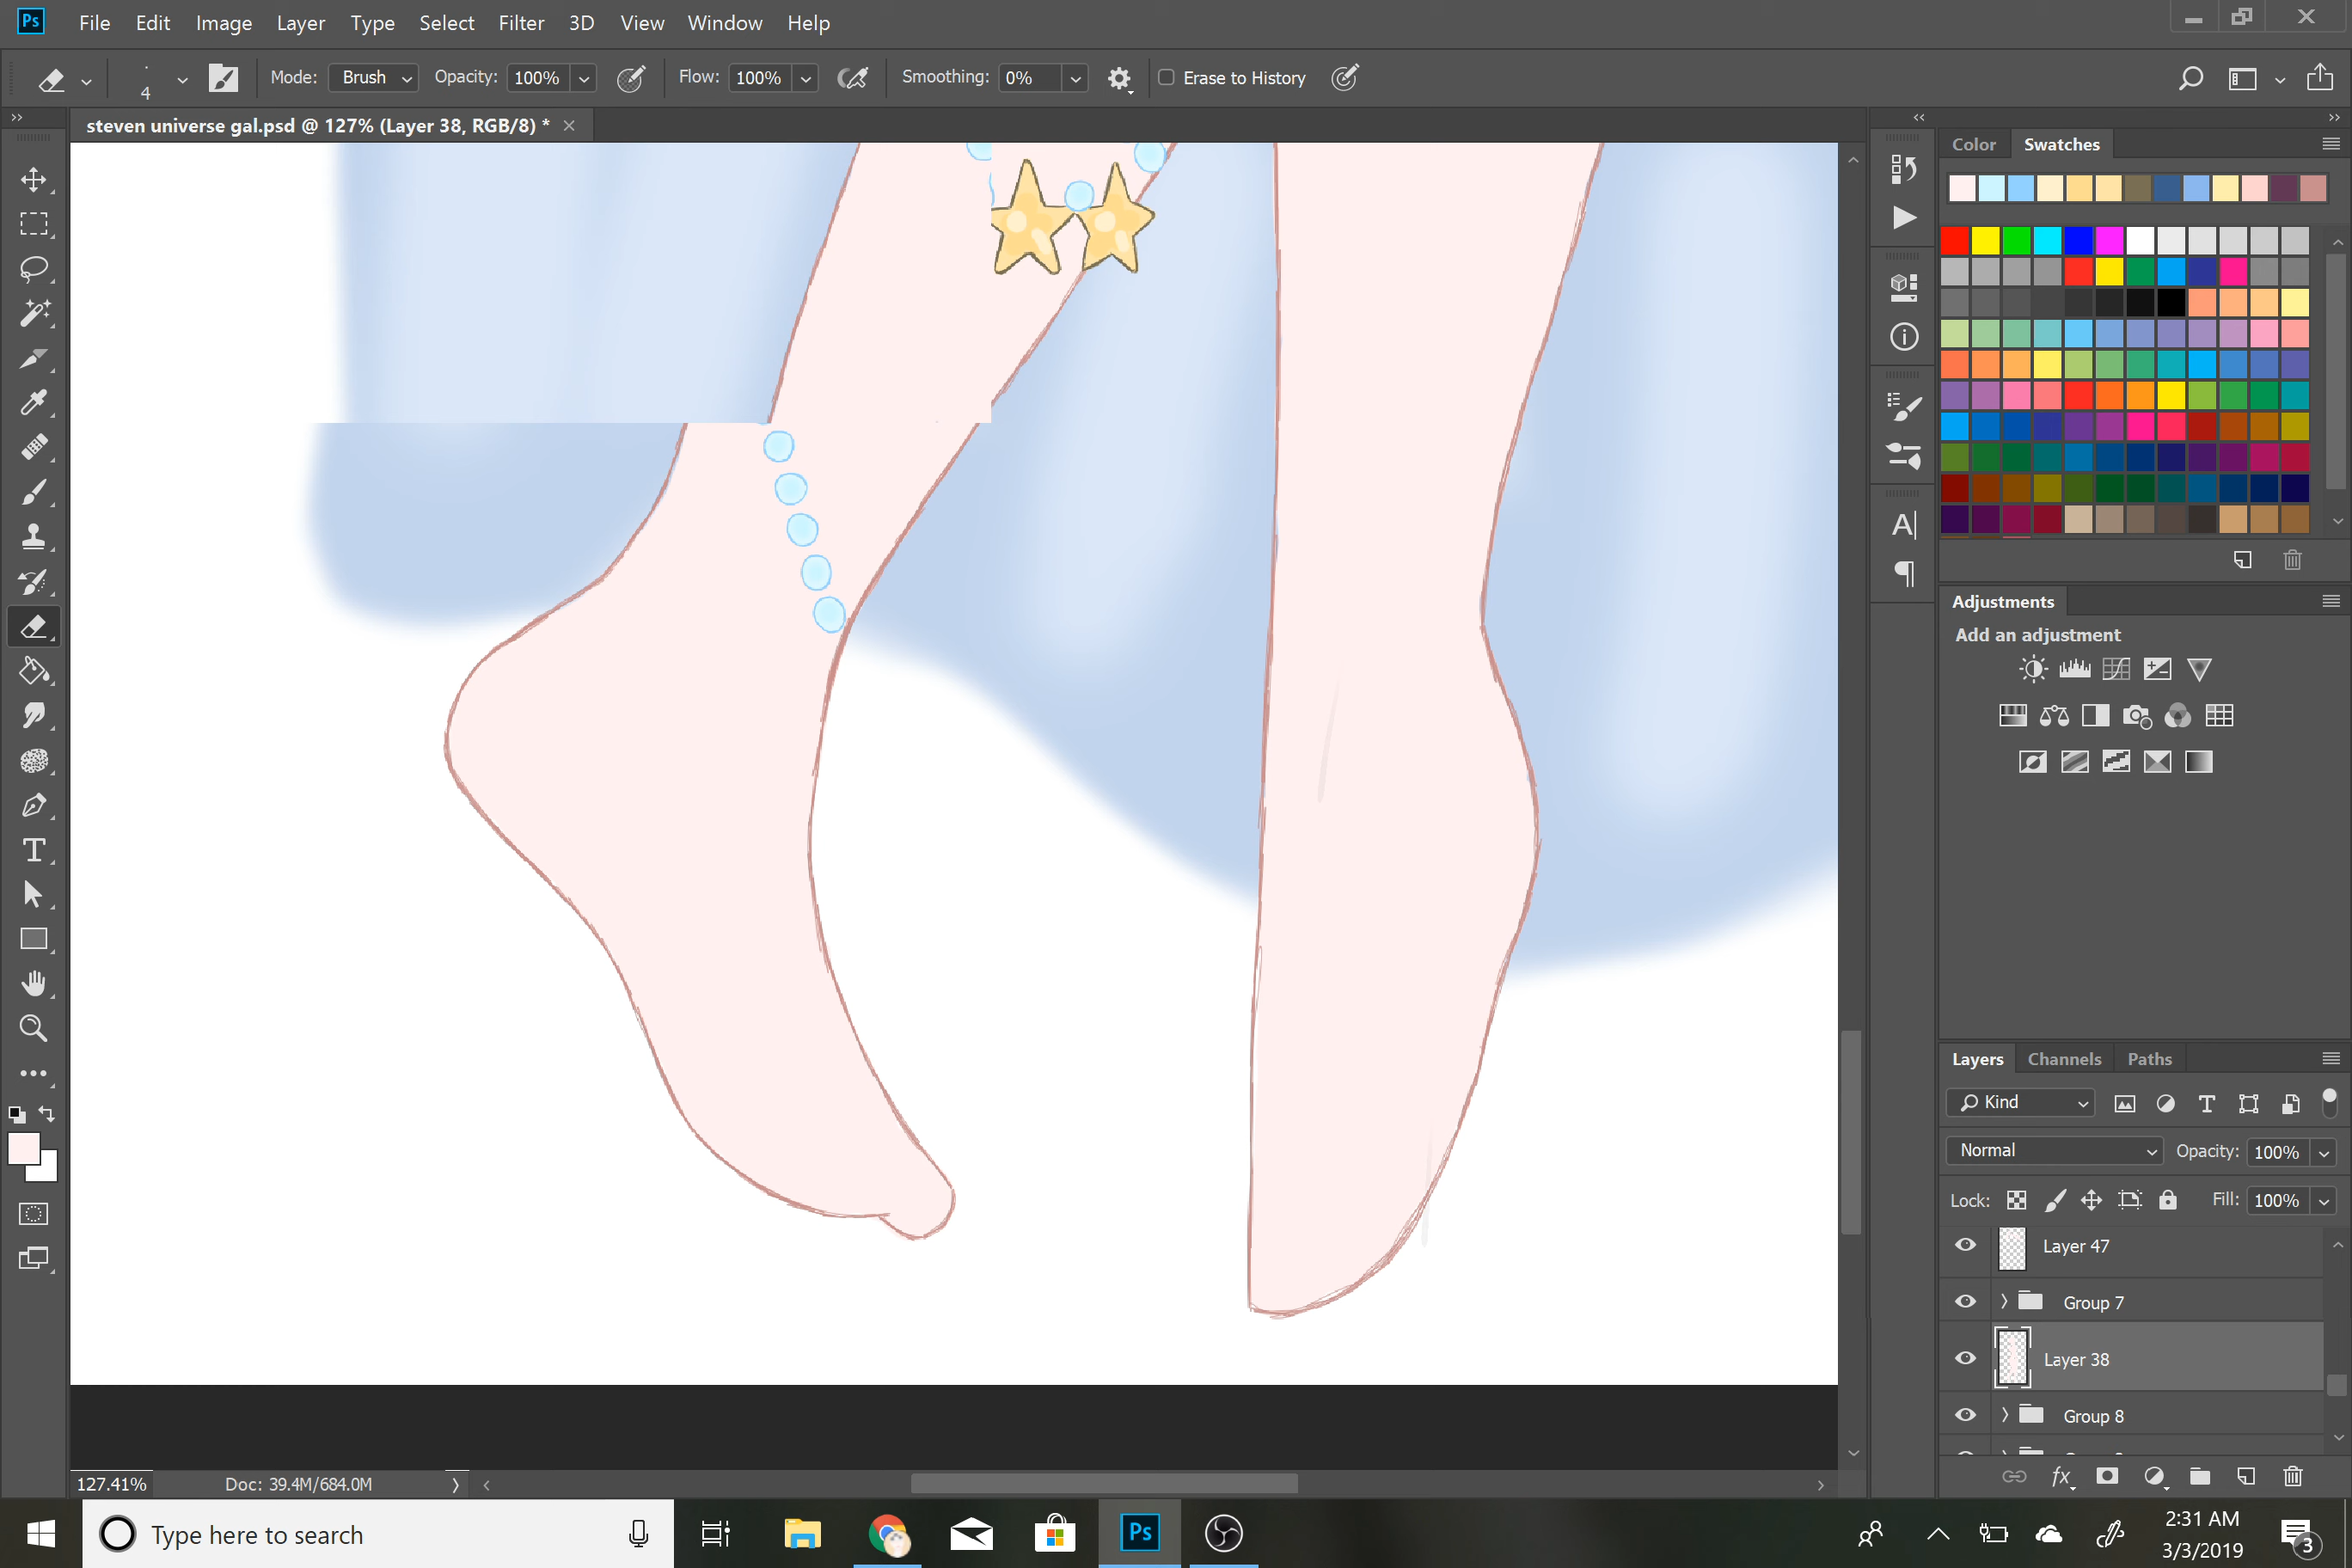 Ps File Edit Image Layer Type Select Filter 3D View Window Help
4 Mode: Brush Opacity: 100% Flow: 100% Smoothing: 0% Erase to History
steven universe gal.psd @ 127% (Layer 38, RGB/8) *
Color Swatches
Adjustments
Add an adjustment
Layers Channels Paths
Kind
Normal Opacity: 100%
Lock: Fill: 100%
Layer 47
Group 7
Layer 38
Group 8
127.41% Doc: 39.4M/684.0M
Type here to search
Ps
2:31 AM
3/3/2019
3